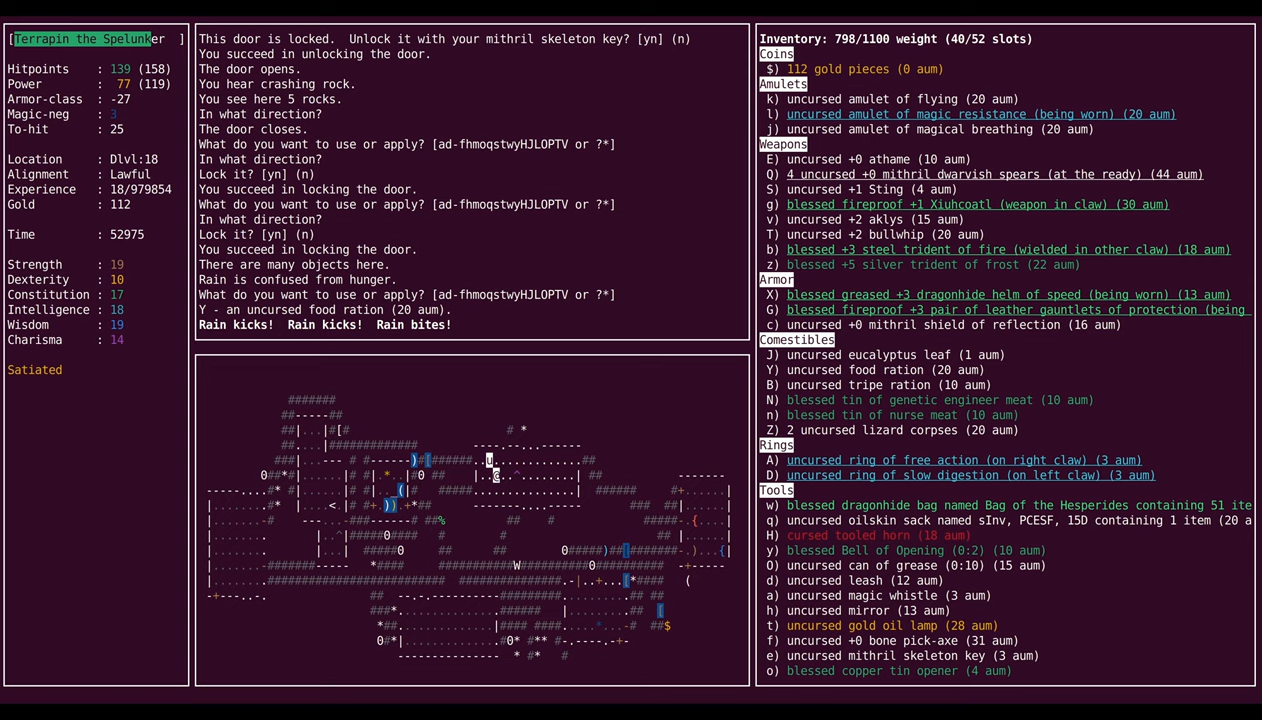 [Terrapin the Spelunker  ]
Hitpoints    : 139 (158)
Power        :  77 (119)
Armor-class  : -27
Magic-neg    : 3
To-hit       : 25
Location     : Dlvl:18
Alignment    : Lawful
Experience   : 18/979854
Gold         : 112
Time         : 52975
Strength     : 19
Dexterity    : 10
Constitution : 17
Intelligence : 18
Wisdom       : 19
Charisma     : 14
Satiated
This door is locked.  Unlock it with your mithril skeleton key? [yn] (n)
You succeed in unlocking the door.
The door opens.
You hear crashing rock.
You see here 5 rocks.
In what direction?
The door closes.
What do you want to use or apply? [ad-fhmoqstwyHJLOPTV or ?*]
In what direction?
Lock it? [yn] (n)
You succeed in locking the door.
What do you want to use or apply? [ad-fhmoqstwyHJLOPTV or ?*]
In what direction?
Lock it? [yn] (n)
You succeed in locking the door.
There are many objects here.
Rain is confused from hunger.
What do you want to use or apply? [ad-fhmoqstwyHJLOPTV or ?*]
Y - an uncursed food ration (20 aum).
Rain kicks!  Rain kicks!  Rain bites!
Inventory: 798/1100 weight (40/52 slots)
Coins
$) 112 gold pieces (0 aum)
Amulets
k) uncursed amulet of flying (20 aum)
l) uncursed amulet of magic resistance (being worn) (20 aum)
j) uncursed amulet of magical breathing (20 aum)
Weapons
E) uncursed +0 athame (10 aum)
Q) 4 uncursed +0 mithril dwarvish spears (at the ready) (44 aum)
S) uncursed +1 Sting (4 aum)
g) blessed fireproof +1 Xiuhcoatl (weapon in claw) (30 aum)
v) uncursed +2 aklys (15 aum)
T) uncursed +2 bullwhip (20 aum)
b) blessed +3 steel trident of fire (wielded in other claw) (18 aum)
z) blessed +5 silver trident of frost (22 aum)
Armor
X) blessed greased +3 dragonhide helm of speed (being worn) (13 aum)
G) blessed fireproof +3 pair of leather gauntlets of protection (being
c) uncursed +0 mithril shield of reflection (16 aum)
Comestibles
J) uncursed eucalyptus leaf (1 aum)
Y) uncursed food ration (20 aum)
B) uncursed tripe ration (10 aum)
N) blessed tin of genetic engineer meat (10 aum)
n) blessed tin of nurse meat (10 aum)
Z) 2 uncursed lizard corpses (20 aum)
Rings
A) uncursed ring of free action (on right claw) (3 aum)
D) uncursed ring of slow digestion (on left claw) (3 aum)
Tools
w) blessed dragonhide bag named Bag of the Hesperides containing 51 ite
q) uncursed oilskin sack named sInv, PCESF, 15D containing 1 item (20 a
H) cursed tooled horn (18 aum)
y) blessed Bell of Opening (0:2) (10 aum)
O) uncursed can of grease (0:10) (15 aum)
d) uncursed leash (12 aum)
a) uncursed magic whistle (3 aum)
h) uncursed mirror (13 aum)
t) uncursed gold oil lamp (28 aum)
f) uncursed +0 bone pick-axe (31 aum)
e) uncursed mithril skeleton key (3 aum)
o) blessed copper tin opener (4 aum)